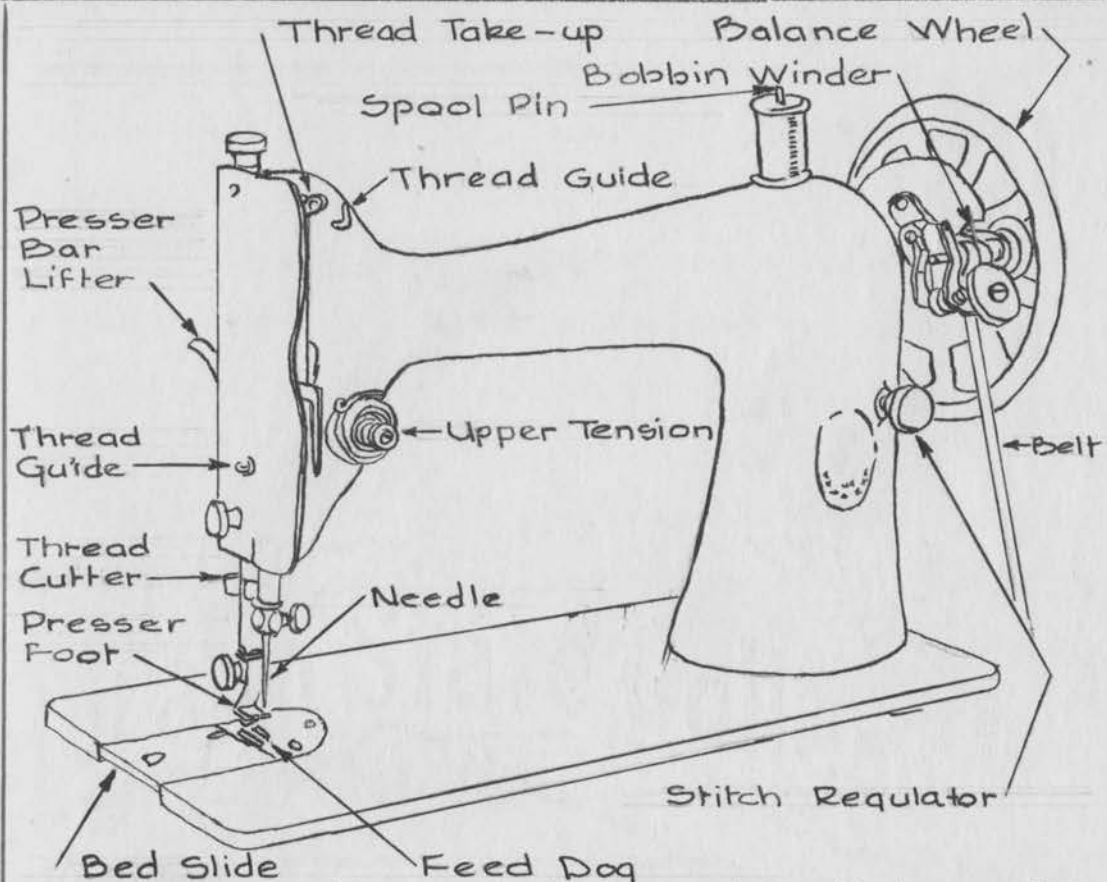 Thread Take-up
Balance Wheel
Bobbin Winder
Spool Pin
Thread Guide
Presser
Bar
Lifter
Upper Tension
Belt
Thread
Guide
Thread
Cutter
Needle
Presser
Foot
Stitch Regulator
Bed Slide
Feed Dog